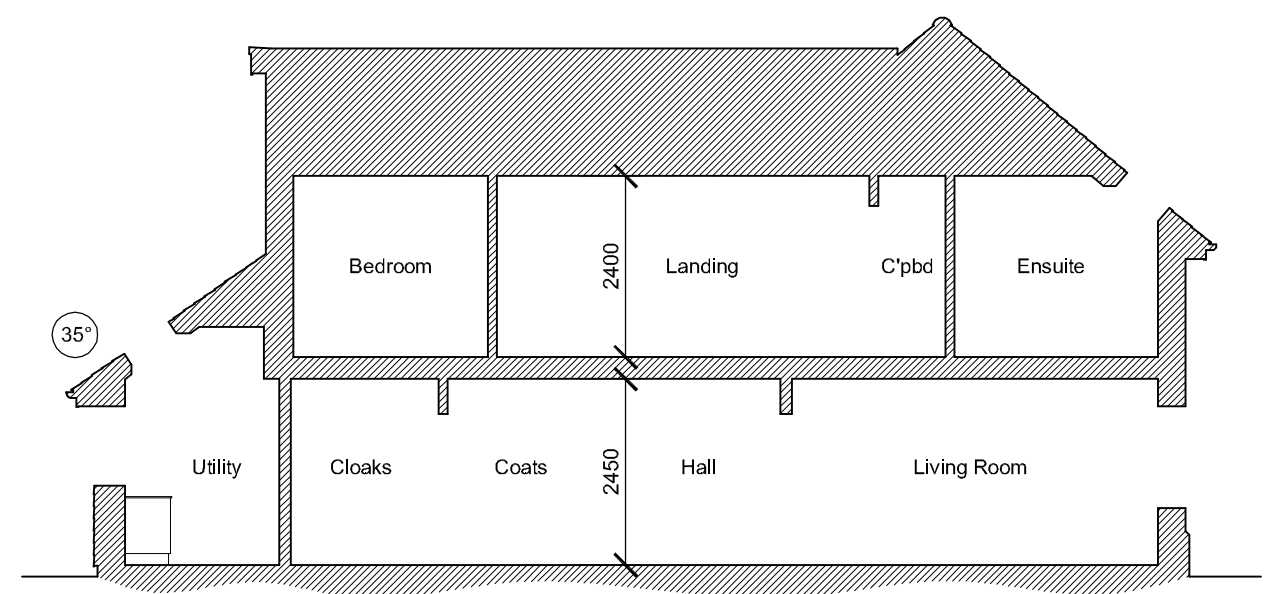 Bedroom
2400
Landing
C'pbd
Ensuite
35°
Utility
Cloaks
Coats
2450
Hall
Living Room